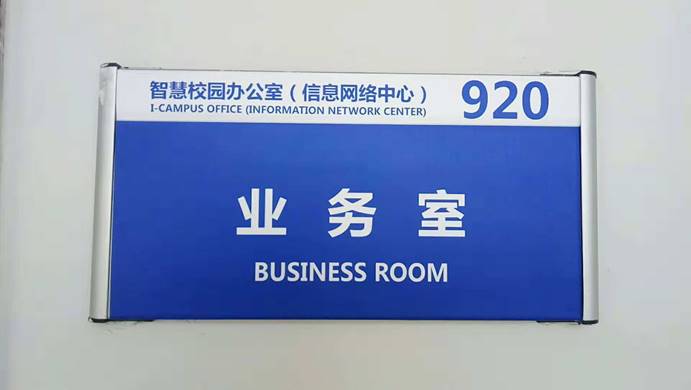 智慧校园办公室（信息网络中心） 920
I-CAMPUS OFFICE (INFORMATION NETWORK CENTER)
业务室
BUSINESS ROOM